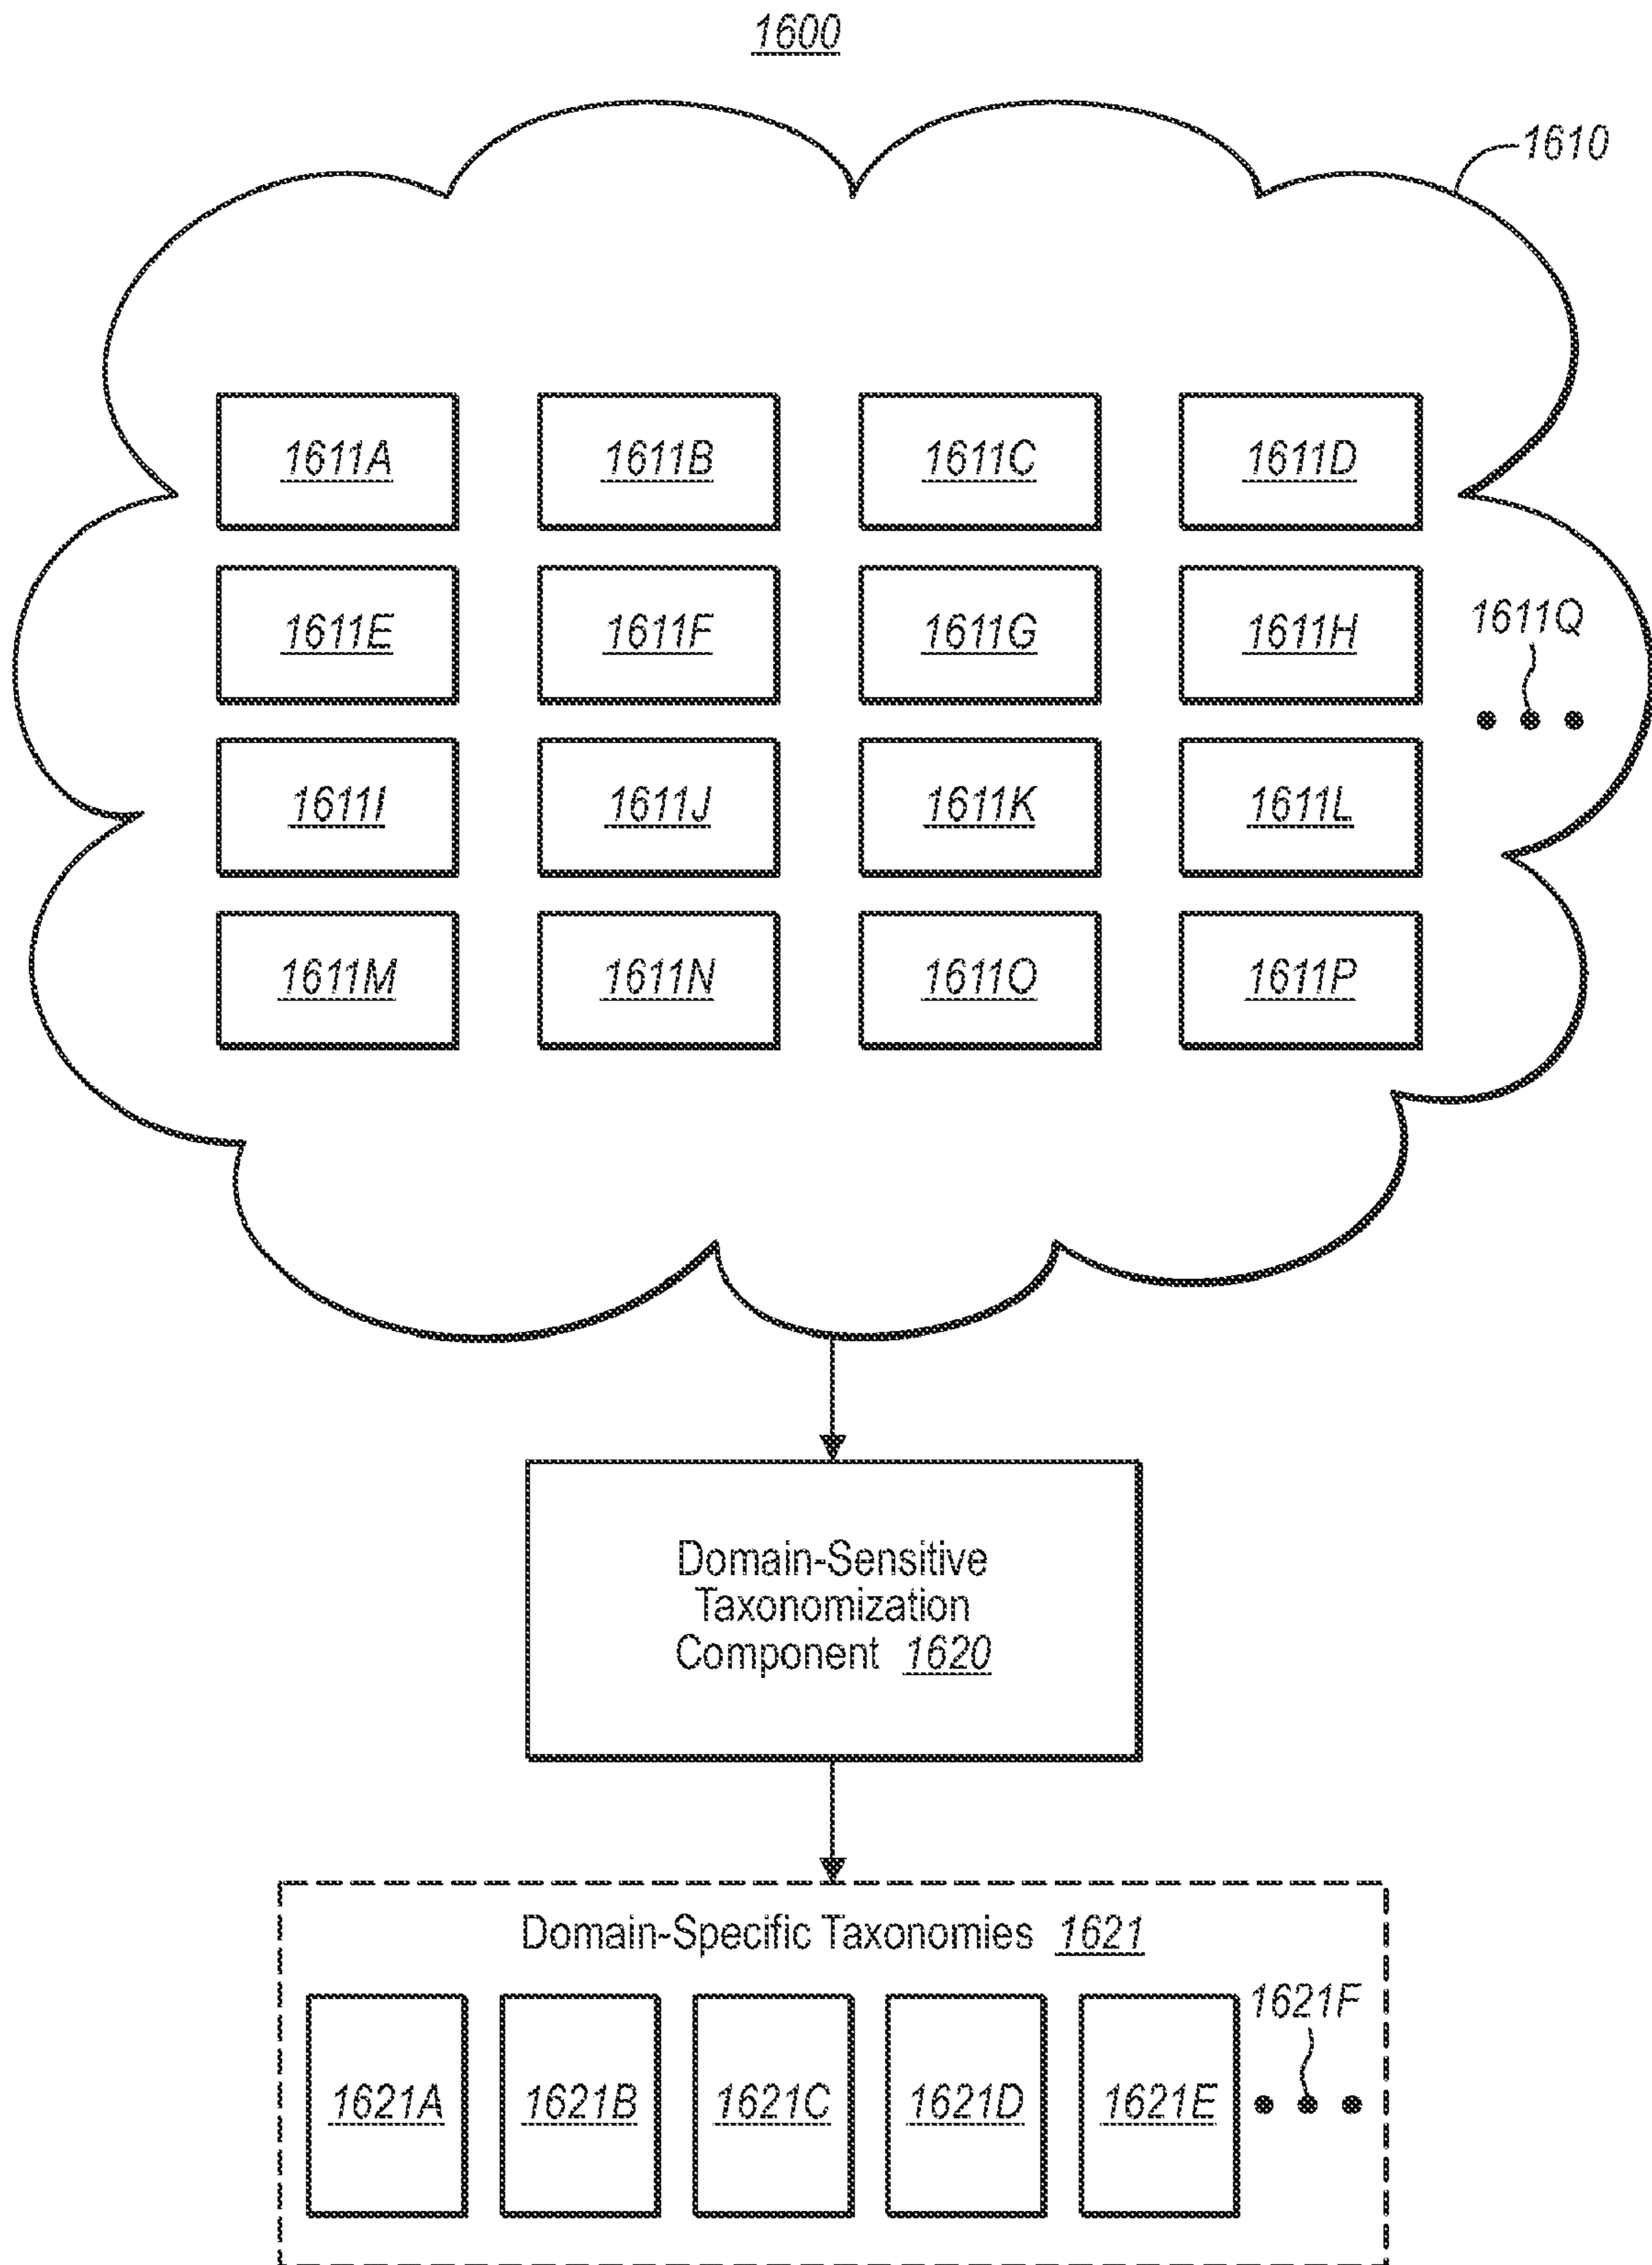 1600
1610
1611A 1611B 1611C 1611D
1611E 1611F 1611G 1611H
1611Q
1611I 1611J 1611K 1611L
1611M 1611N 1611O 1611P
Domain-Sensitive
Taxonomization
Component 1620
Domain-Specific Taxonomies 1621
1621F
1621A 1621B 1621C 1621D 1621E